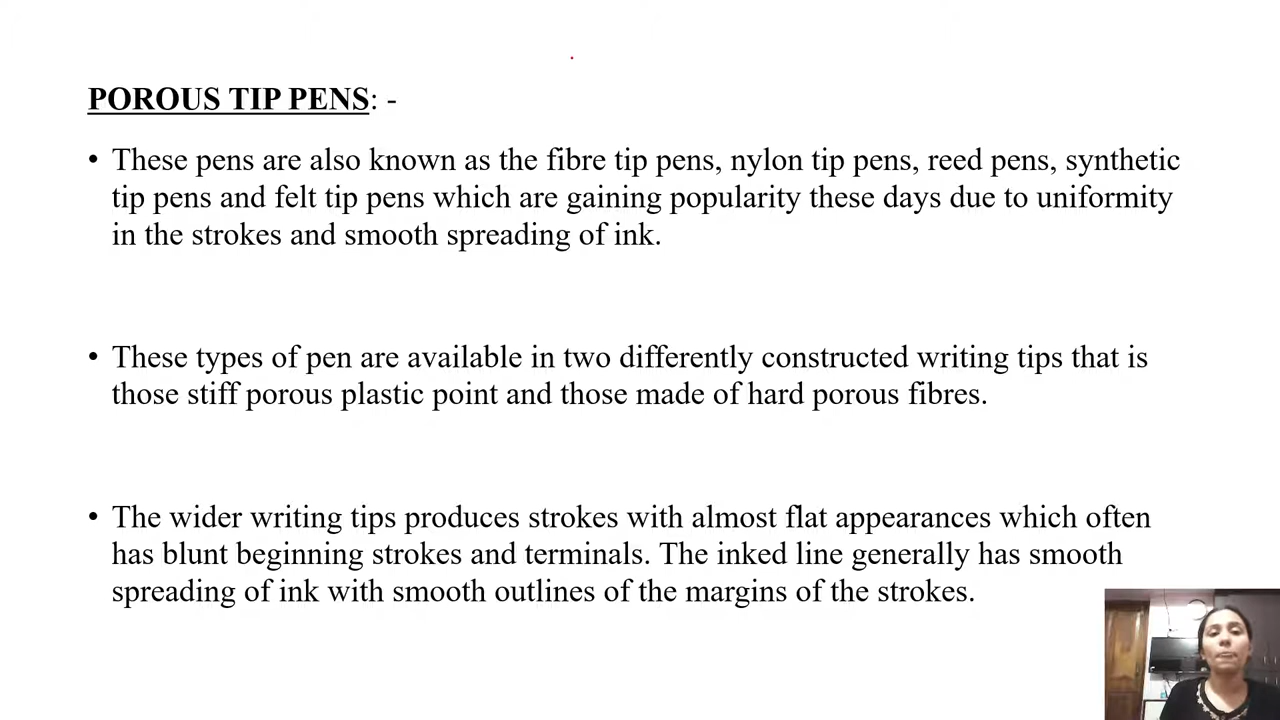 POROUS TIP PENS: -
• These pens are also known as the fibre tip pens, nylon tip pens, reed pens, synthetic
tip pens and felt tip pens which are gaining popularity these days due to uniformity
in the strokes and smooth spreading of ink.
• These types of pen are available in two differently constructed writing tips that is
those stiff porous plastic point and those made of hard porous fibres.
• The wider writing tips produces strokes with almost flat appearances which often
has blunt beginning strokes and terminals. The inked line generally has smooth
spreading of ink with smooth outlines of the margins of the strokes.